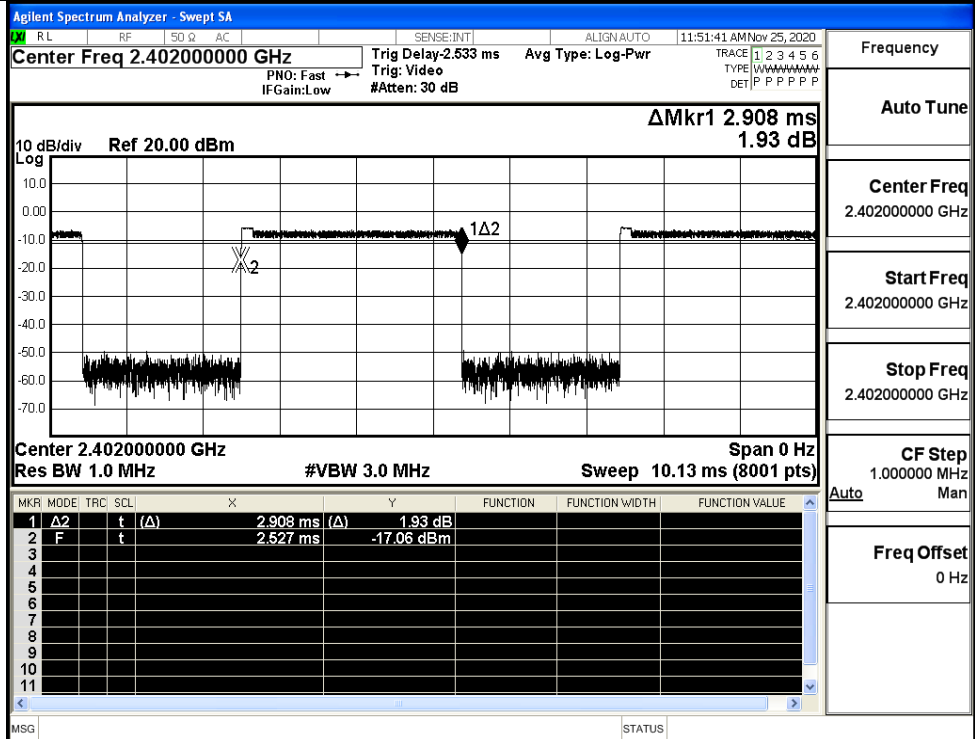 Agilent Spectrum Analyzer - Swept SA
LXI RL RF 50 Ω AC SENSE:INT ALIGNAUTO 11:51:41 AM Nov 25, 2020
Center Freq 2.402000000 GHz
PNO: Fast
IFGain:Low
Trig Delay-2.533 ms
Trig: Video
#Atten: 30 dB
Avg Type: Log-Pwr
TRACE 1 2 3 4 5 6
TYPE WWWWWW
DET P P P P P P
ΔMkr1 2.908 ms
1.93 dB
10 dB/div Ref 20.00 dBm
Log
10.0
0.00
-10.0
-20.0
-30.0
-40.0
-50.0
-60.0
-70.0
1Δ2
2
Center 2.402000000 GHz Span 0 Hz
Res BW 1.0 MHz #VBW 3.0 MHz Sweep 10.13 ms (8001 pts)
MKR MODE TRC SCL X Y FUNCTION FUNCTION WIDTH FUNCTION VALUE
1 Δ2 t (Δ) 2.908 ms (Δ) 1.93 dB
2 F t 2.527 ms -17.06 dBm
3
4
5
6
7
8
9
10
11
MSG STATUS
Frequency
Auto Tune
Center Freq
2.402000000 GHz
Start Freq
2.402000000 GHz
Stop Freq
2.402000000 GHz
CF Step
1.000000 MHz
Auto Man
Freq Offset
0 Hz